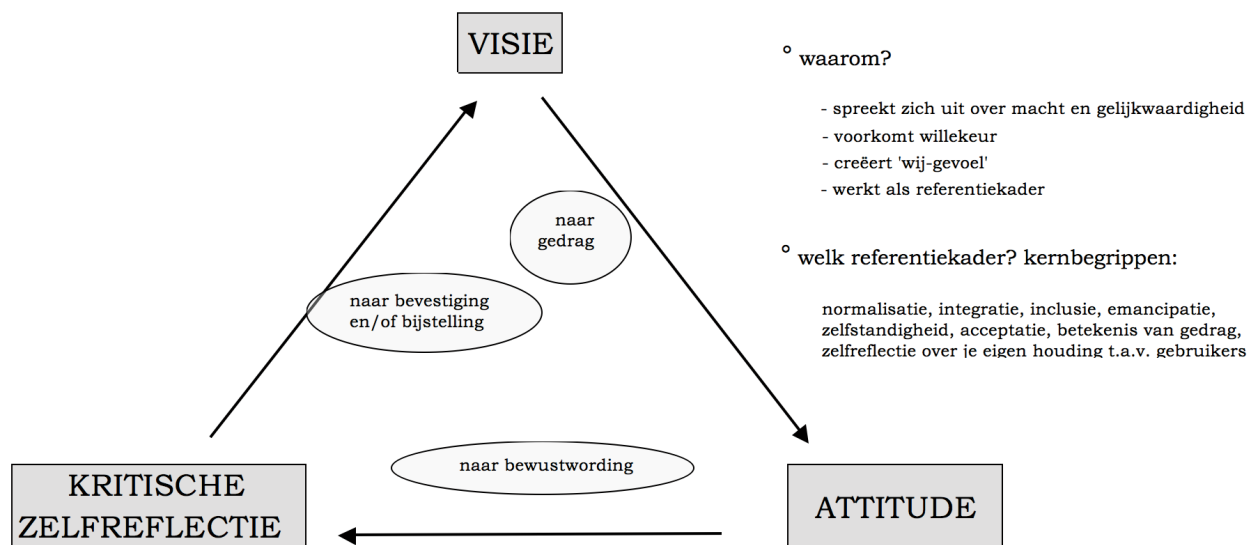 VISIE
° waarom?
- spreekt zich uit over macht en gelijkwaardigheid
- voorkomt willekeur
- creëert 'wij-gevoel'
- werkt als referentiekader
naar
gedrag
° welk referentiekader? kernbegrippen:
normalisatie, integratie, inclusie, emancipatie,
zelfstandigheid, acceptatie, betekenis van gedrag,
zelfreflectie over je eigen houding t.a.v. gebruikers
naar bevestiging
en/of bijstelling
naar bewustwording
KRITISCHE
ZELFREFLECTIE
ATTITUDE